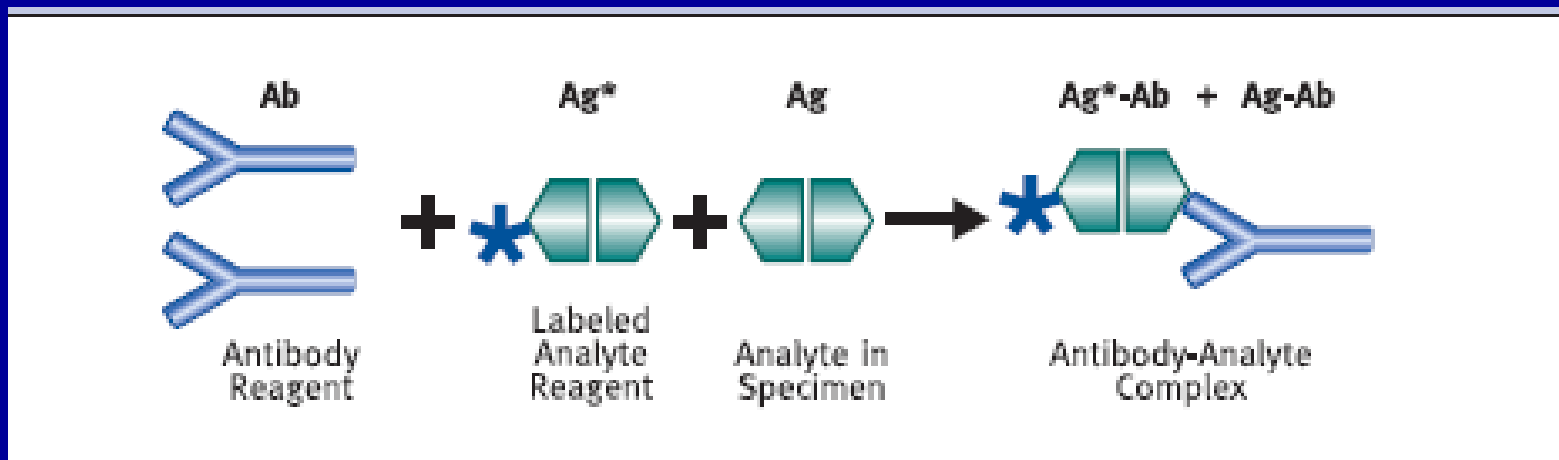 Ab Ag* Ag Ag*-Ab + Ag-Ab
+ + 
Antibody
Reagent
Labeled
Analyte
Reagent
Analyte in
Specimen
Antibody-Analyte
Complex